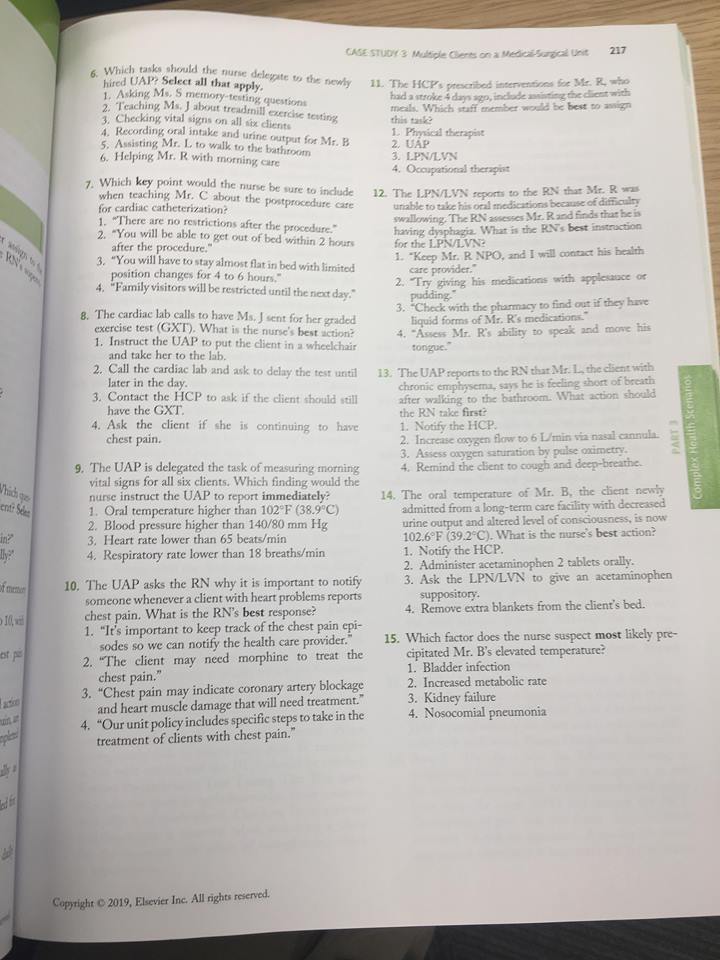 CASE STUDY 3 Multiple Clients on a Medical-Surgical Unit 217
6. Which tasks should the nurse delegate to the newly
hired UAP? Select all that apply.
1. Asking Ms. S memory-testing questions
2. Teaching Ms. J about treadmill exercise testing
3. Checking vital signs on all six clients
4. Recording oral intake and urine output for Mr. B
5. Assisting Mr. L to walk to the bathroom
6. Helping Mr. R with morning care
7. Which key point would the nurse be sure to include
when teaching Mr. C about the postprocedure care
for cardiac catheterization?
1. "There are no restrictions after the procedure."
2. "You will be able to get out of bed within 2 hours
after the procedure."
3. "You will have to stay almost flat in bed with limited
position changes for 4 to 6 hours."
4. "Family visitors will be restricted until the next day."
8. The cardiac lab calls to have Ms. J sent for her graded
exercise test (GXT). What is the nurse's best action?
1. Instruct the UAP to put the client in a wheelchair
and take her to the lab.
2. Call the cardiac lab and ask to delay the test until
later in the day.
3. Contact the HCP to ask if the client should still
have the GXT.
4. Ask the client if she is continuing to have
chest pain.
9. The UAP is delegated the task of measuring morning
vital signs for all six clients. Which finding would the
nurse instruct the UAP to report immediately?
1. Oral temperature higher than 102°F (38.9°C)
2. Blood pressure higher than 140/80 mm Hg
3. Heart rate lower than 65 beats/min
4. Respiratory rate lower than 18 breaths/min
10. The UAP asks the RN why it is important to notify
someone whenever a client with heart problems reports
chest pain. What is the RN's best response?
1. "It's important to keep track of the chest pain epi-
sodes so we can notify the health care provider."
2. "The client may need morphine to treat the
chest pain."
3. "Chest pain may indicate coronary artery blockage
and heart muscle damage that will need treatment."
4. "Our unit policy includes specific steps to take in the
treatment of clients with chest pain."
11. The HCP's prescribed interventions for Mr. R, who
had a stroke 4 days ago, include assisting the client with
meals. Which staff member would be best to assign
this task?
1. Physical therapist
2. UAP
3. LPN/LVN
4. Occupational therapist
12. The LPN/LVN reports to the RN that Mr. R was
unable to take his oral medications because of difficulty
swallowing. The RN assesses Mr. R and finds that he is
having dysphagia. What is the RN's best instruction
for the LPN/LVN?
1. "Keep Mr. R NPO, and I will contact his health
care provider."
2. "Try giving his medications with applesauce or
pudding."
3. "Check with the pharmacy to find out if they have
liquid forms of Mr. R's medications."
4. "Assess Mr. R's ability to speak and move his
tongue."
13. The UAP reports to the RN that Mr. L, the client with
chronic emphysema, says he is feeling short of breath
after walking to the bathroom. What action should
the RN take first?
1. Notify the HCP.
2. Increase oxygen flow to 6 L/min via nasal cannula.
3. Assess oxygen saturation by pulse oximetry.
4. Remind the client to cough and deep-breathe.
14. The oral temperature of Mr. B, the client newly
admitted from a long-term care facility with decreased
urine output and altered level of consciousness, is now
102.6°F (39.2°C). What is the nurse's best action?
1. Notify the HCP.
2. Administer acetaminophen 2 tablets orally.
3. Ask the LPN/LVN to give an acetaminophen
suppository.
4. Remove extra blankets from the client's bed.
15. Which factor does the nurse suspect most likely pre-
cipitated Mr. B's elevated temperature?
1. Bladder infection
2. Increased metabolic rate
3. Kidney failure
4. Nosocomial pneumonia
PART 3
Complex Health Scenarios
Copyright © 2019, Elsevier Inc. All rights reserved.